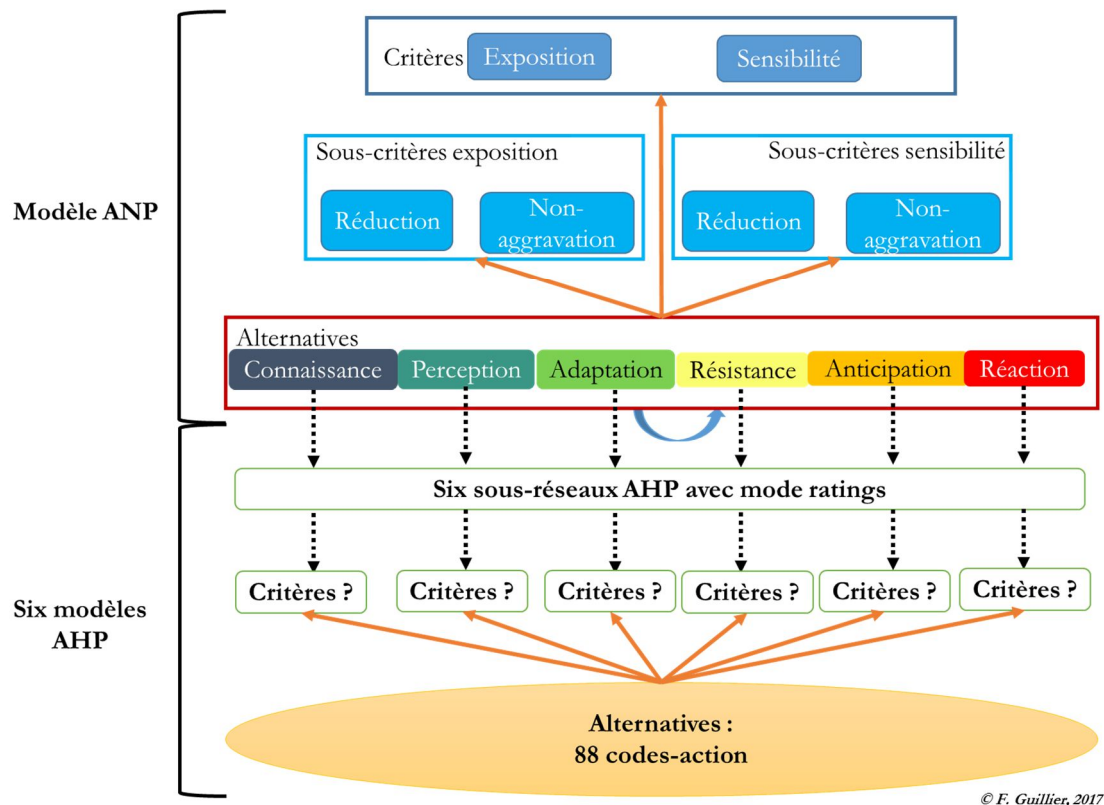 Critères
Exposition
Sensibilité
Sous-critères exposition
Sous-critères sensibilité
Réduction
Non-
aggravation
Réduction
Non-
aggravation
Modèle ANP
Alternatives
Connaissance
Perception
Adaptation
Résistance
Anticipation
Réaction
Six sous-réseaux AHP avec mode ratings
Critères ?
Critères ?
Critères ?
Critères ?
Critères ?
Critères ?
Six modèles
AHP
Alternatives :
88 codes-action
© F. Guillier, 2017